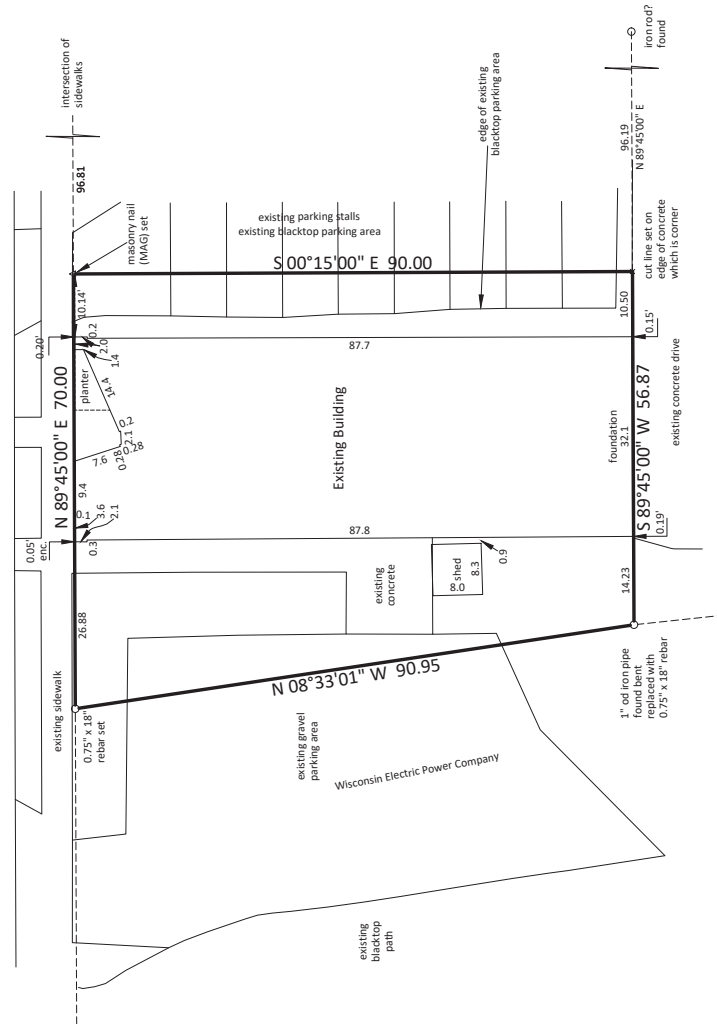 intersection of
sidewalks
96.81
iron rod?
found
96.19
N 89°45'00" E
edge of existing
blacktop parking area
masonry nail
(MAG) set
existing parking stalls
existing blacktop parking area
S 00°15'00" E 90.00
cut line set on
edge of concrete
which is corner
10.14'
10.50
0.20'
0.2
2.0
1.4
0.15'
87.7
N 89°45'00" E 70.00
planter
14.4
0.2
2.1
0.28
0.28
7.6
9.4
Existing Building
foundation
32.1
S 89°45'00" W 56.87
existing concrete drive
0.1
3.6
2.1
0.05'
enc.
0.3
87.8
0.19'
0.9
shed
8.3
8.0
existing
concrete
14.23
26.88
N 08°33'01" W 90.95
existing sidewalk
0.75" x 18"
rebar set
1" od iron pipe
found bent
replaced with
0.75" x 18" rebar
existing gravel
parking area
Wisconsin Electric Power Company
existing
blacktop
path